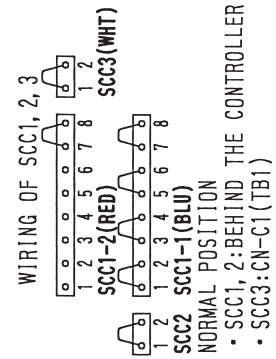 WIRING OF SCC1, 2, 3
1 2 3 4 5 6 7 8
SCC1-2(RED)
1 2
SCC3(WHT)
1 2
SCC2
1 2 3 4 5 6 7 8
SCC1-1(BLU)
NORMAL POSITION
• SCC1, 2:BEHIND THE CONTROLLER
• SCC3:CN-C1(TB1)